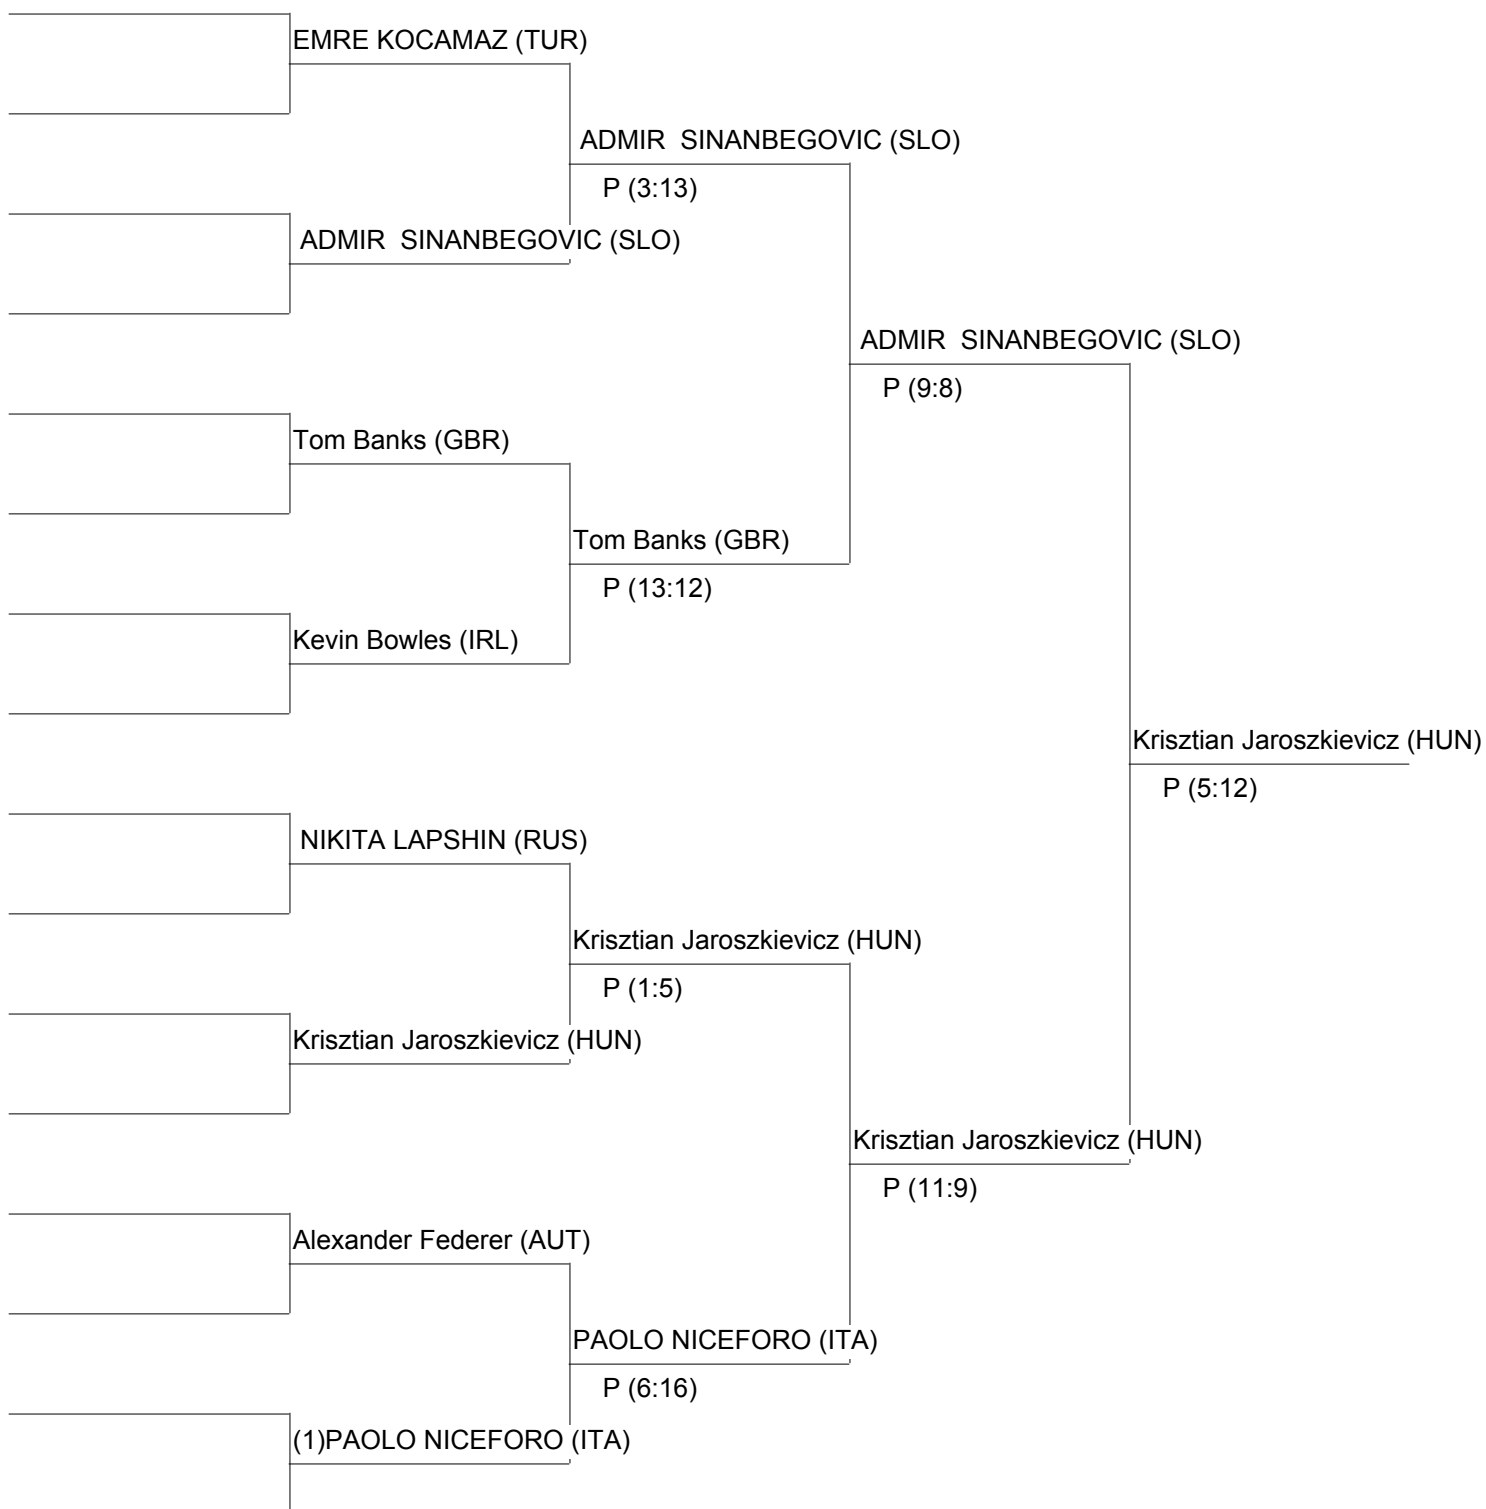 EMRE KOCAMAZ (TUR)
ADMIR  SINANBEGOVIC (SLO)
P (3:13)
ADMIR  SINANBEGOVIC (SLO)
ADMIR  SINANBEGOVIC (SLO)
P (9:8)
Tom Banks (GBR)
Tom Banks (GBR)
P (13:12)
Kevin Bowles (IRL)
Krisztian Jaroszkievicz (HUN)
P (5:12)
NIKITA LAPSHIN (RUS)
Krisztian Jaroszkievicz (HUN)
P (1:5)
Krisztian Jaroszkievicz (HUN)
Krisztian Jaroszkievicz (HUN)
P (11:9)
Alexander Federer (AUT)
PAOLO NICEFORO (ITA)
P (6:16)
(1)PAOLO NICEFORO (ITA)